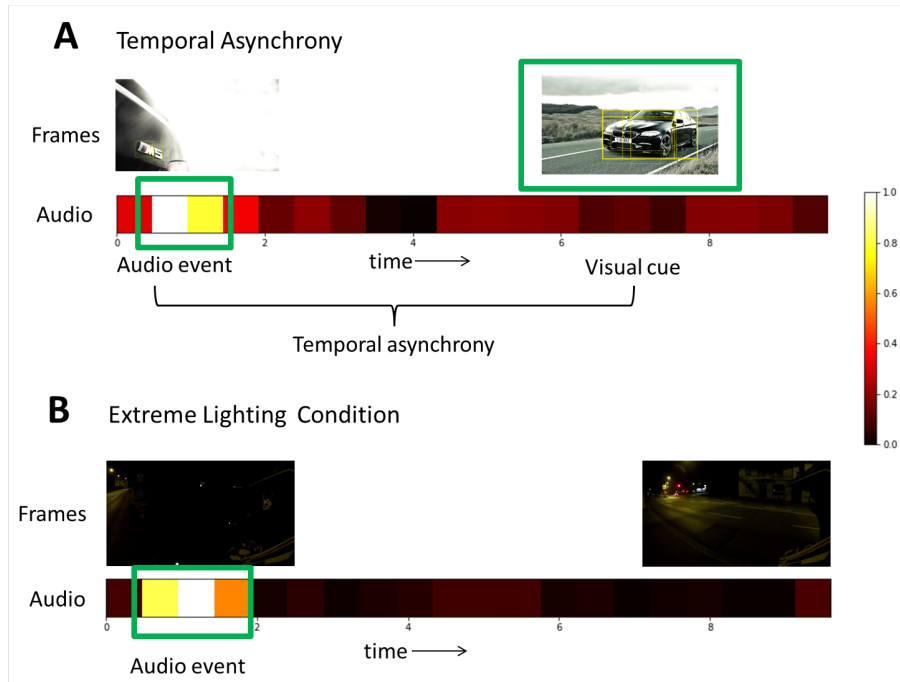 A Temporal Asynchrony
Frames
M5
Audio
0 2 4 6 8
Audio event
time
Visual cue
Temporal asynchrony
1.0
0.8
0.6
0.4
0.2
0.0
B Extreme Lighting Condition
Frames
Audio
0 2 4 6 8
time
Audio event